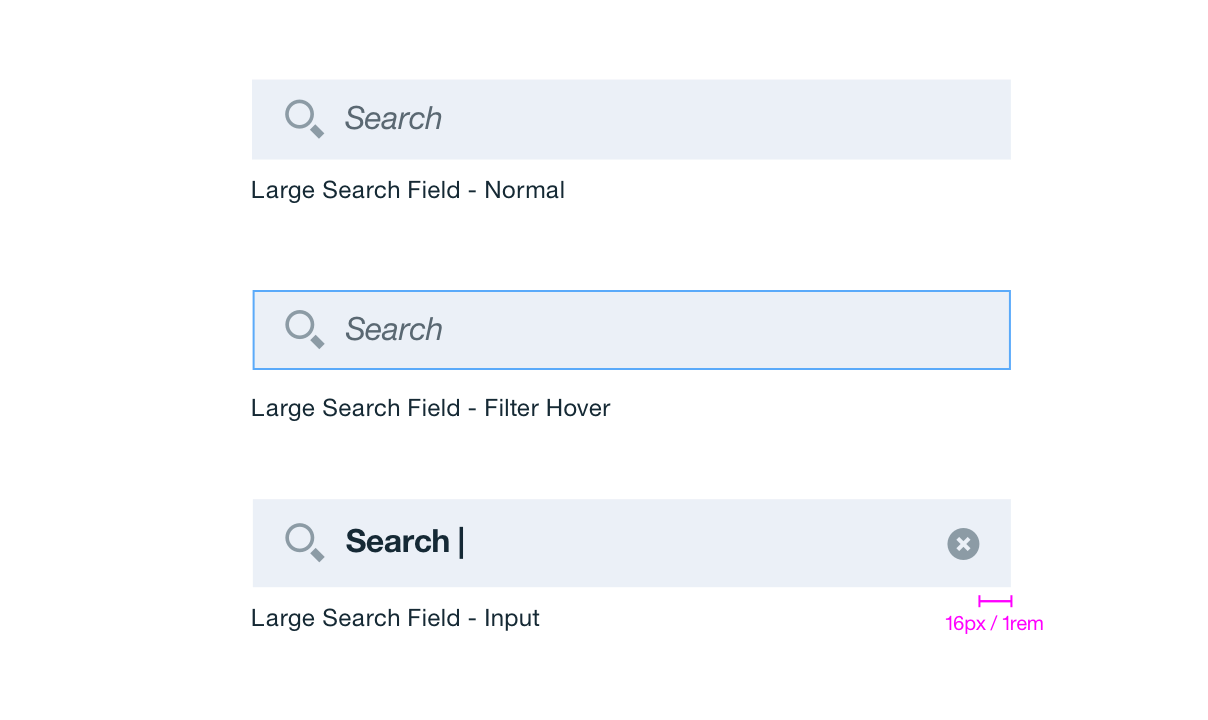 Search
Large Search Field - Normal
Search
Large Search Field - Filter Hover
Search |
Large Search Field - Input
16px / 1rem